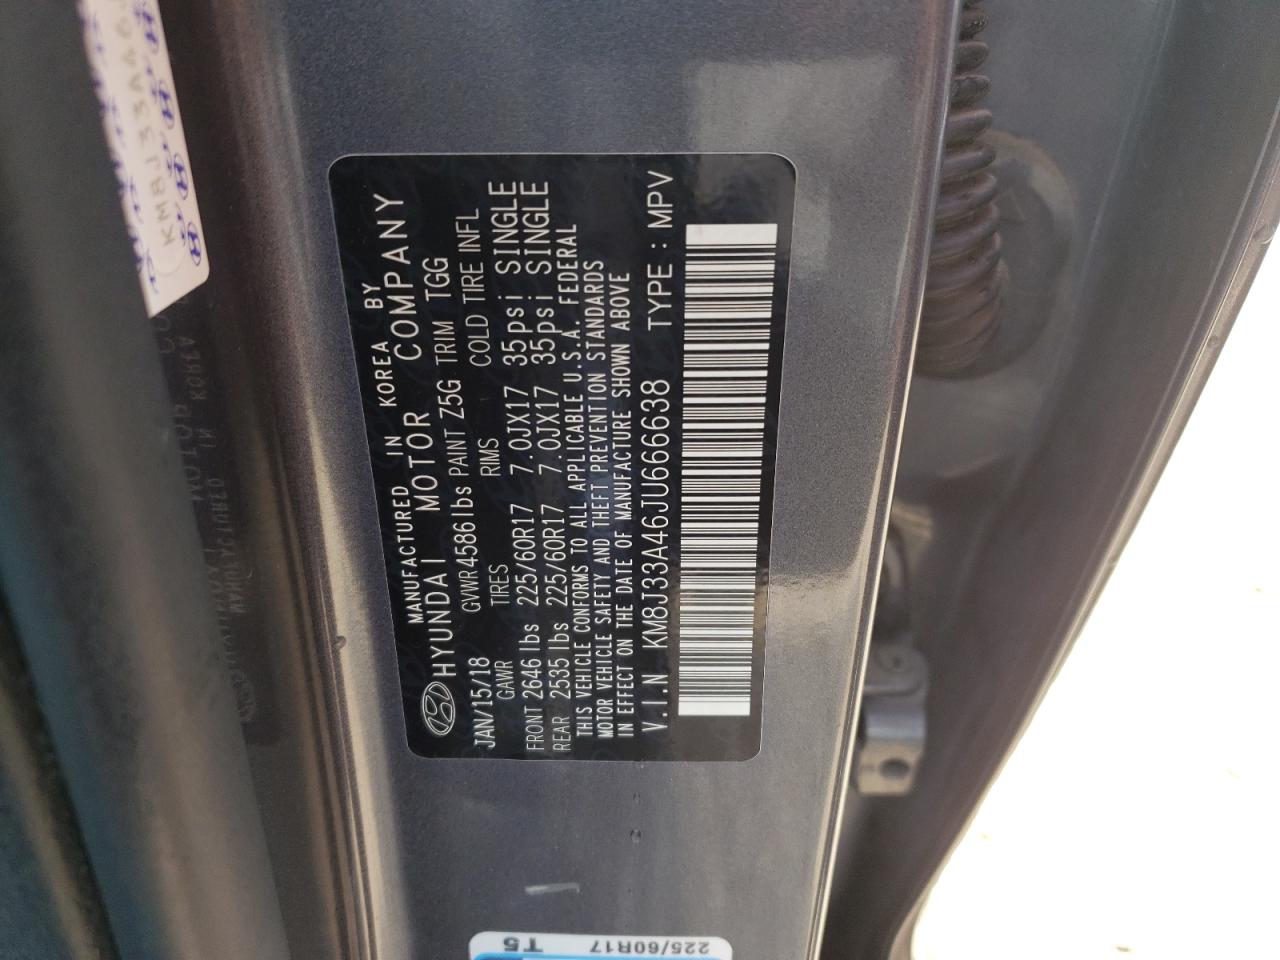 MANUFACTURED IN KOREA BY
HYUNDAI MOTOR COMPANY
JAN/15/18 GVWR 4586 lbs PAINT Z5G TRIM TGG
GAWR TIRES RIMS COLD TIRE INFL
FRONT 2646 lbs 225/60R17 7.0JX17 35psi SINGLE
REAR 2535 lbs 225/60R17 7.0JX17 35psi SINGLE
THIS VEHICLE CONFORMS TO ALL APPLICABLE U.S.A. FEDERAL
MOTOR VEHICLE SAFETY AND THEFT PREVENTION STANDARDS
IN EFFECT ON THE DATE OF MANUFACTURE SHOWN ABOVE
V.I.N KM8J33A46JU666638 TYPE : MPV
KM8J33A46
225/60R17 T5